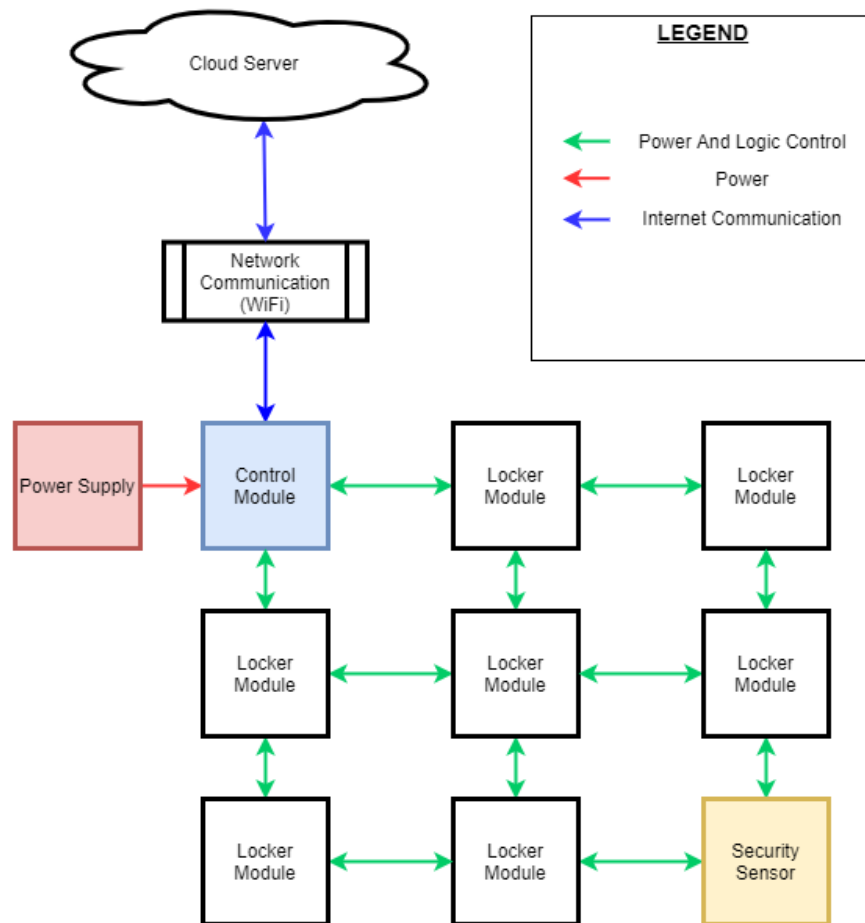 Cloud Server
LEGEND
Power And Logic Control
Power
Internet Communication
Network
Communication
(WiFi)
Power Supply
Control
Module
Locker
Module
Locker
Module
Locker
Module
Locker
Module
Locker
Module
Locker
Module
Locker
Module
Security
Sensor